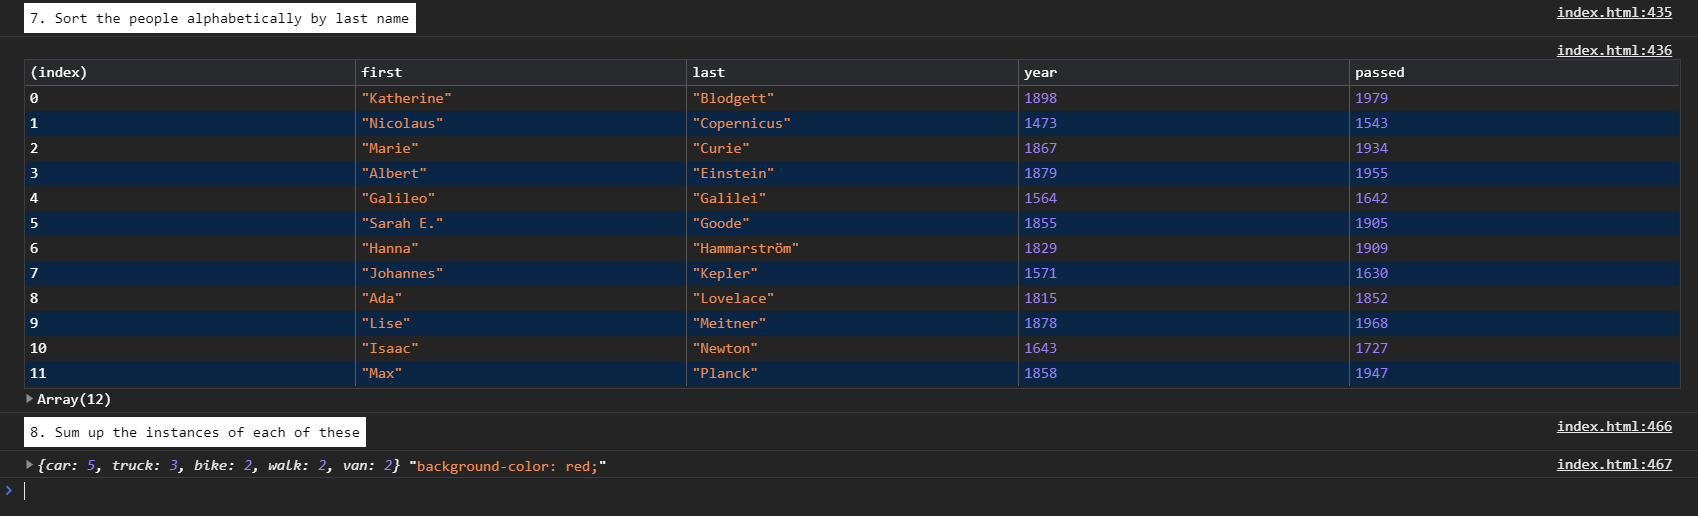 7. Sort the people alphabetically by last name index.html:435
index.html:436
(index) first last year passed
0 "Katherine" "Blodgett" 1898 1979
1 "Nicolaus" "Copernicus" 1473 1543
2 "Marie" "Curie" 1867 1934
3 "Albert" "Einstein" 1879 1955
4 "Galileo" "Galilei" 1564 1642
5 "Sarah E." "Goode" 1855 1905
6 "Hanna" "Hammarström" 1829 1909
7 "Johannes" "Kepler" 1571 1630
8 "Ada" "Lovelace" 1815 1852
9 "Lise" "Meitner" 1878 1968
10 "Isaac" "Newton" 1643 1727
11 "Max" "Planck" 1858 1947
Array(12)
8. Sum up the instances of each of these index.html:466
{car: 5, truck: 3, bike: 2, walk: 2, van: 2} "background-color: red;" index.html:467